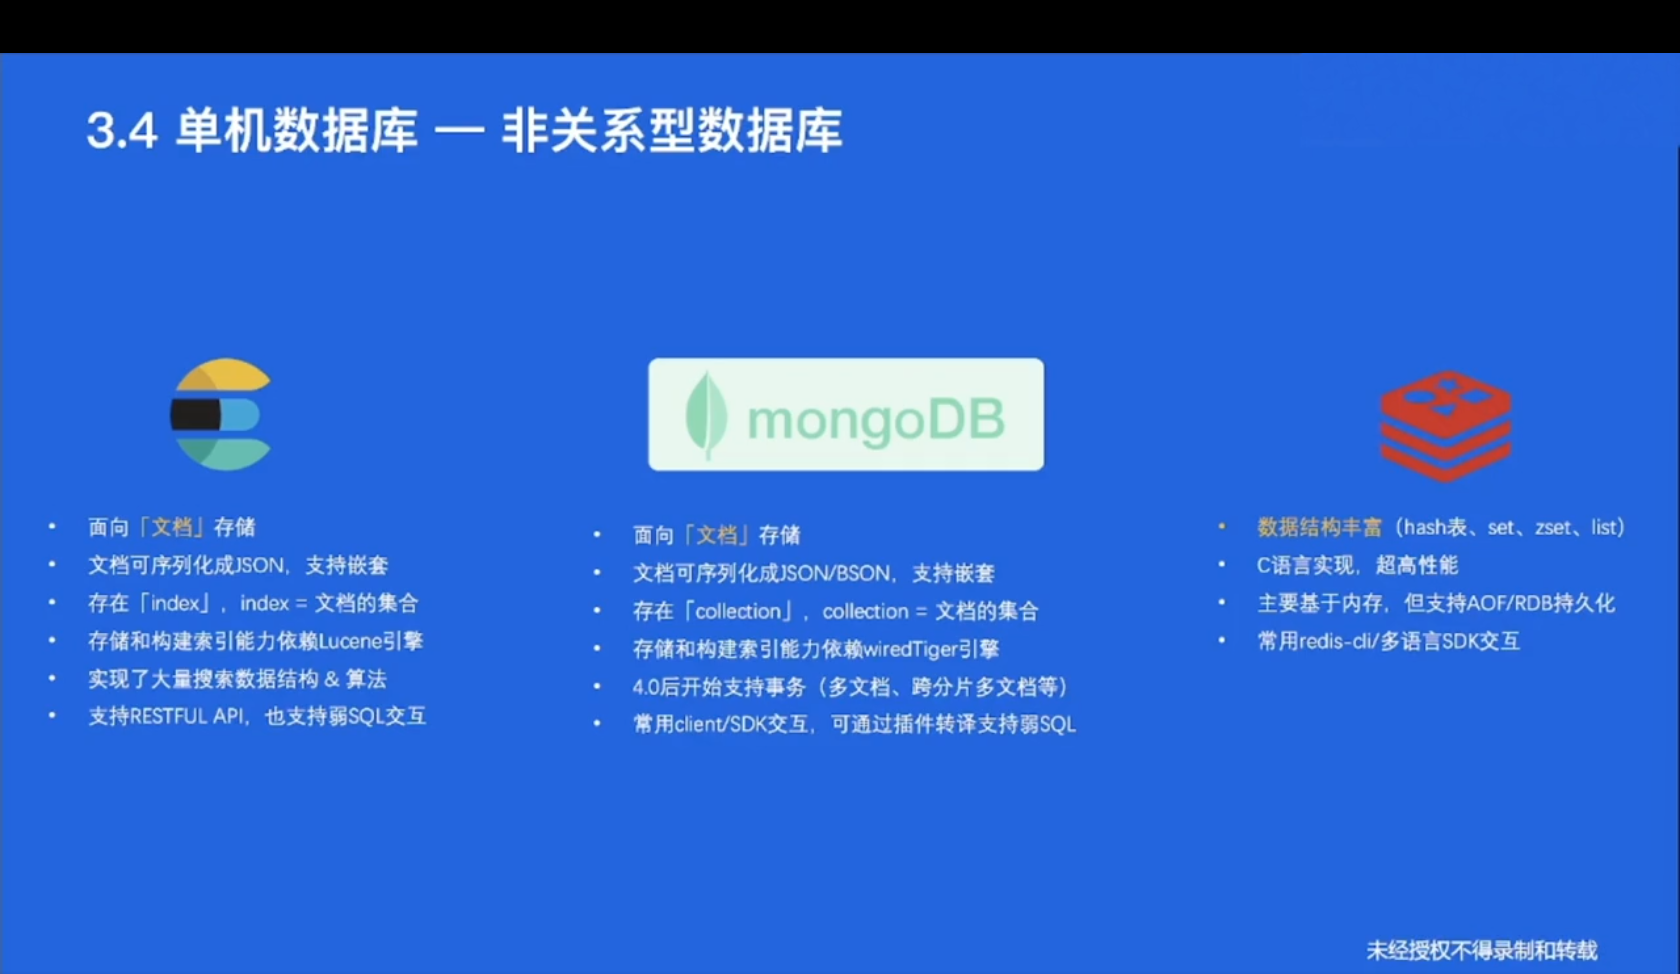 3.4 单机数据库 — 非关系型数据库
面向「文档」存储
文档可序列化成JSON，支持嵌套
存在「index」，index = 文档的集合
存储和构建索引能力依赖Lucene引擎
实现了大量搜索数据结构 & 算法
支持RESTFUL API，也支持弱SQL交互
mongoDB
面向「文档」存储
文档可序列化成JSON/BSON，支持嵌套
存在「collection」，collection = 文档的集合
存储和构建索引能力依赖wiredTiger引擎
4.0后开始支持事务（多文档、跨分片多文档等）
常用client/SDK交互，可通过插件转译支持弱SQL
数据结构丰富（hash表、set、zset、list）
C语言实现，超高性能
主要基于内存，但支持AOF/RDB持久化
常用redis-cli/多语言SDK交互
未经授权不得录制和转载